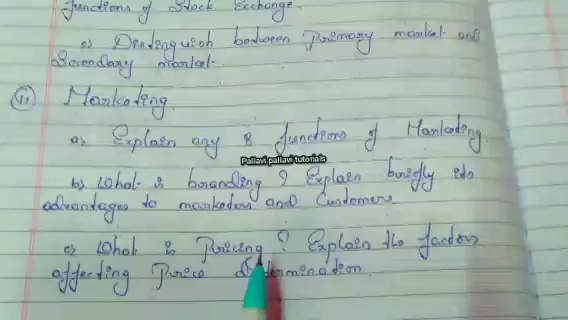 functions of Stock Exchange.
c) Distinguish between Primary market and
Secondary market.
11) Marketing
a) Explain any 8 functions of Marketing
Pallavi pallavi tutorials
b) What is branding? Explain briefly its
advantages to marketers and Customers
c) What is Pricing? Explain the factors
affecting Price determination.